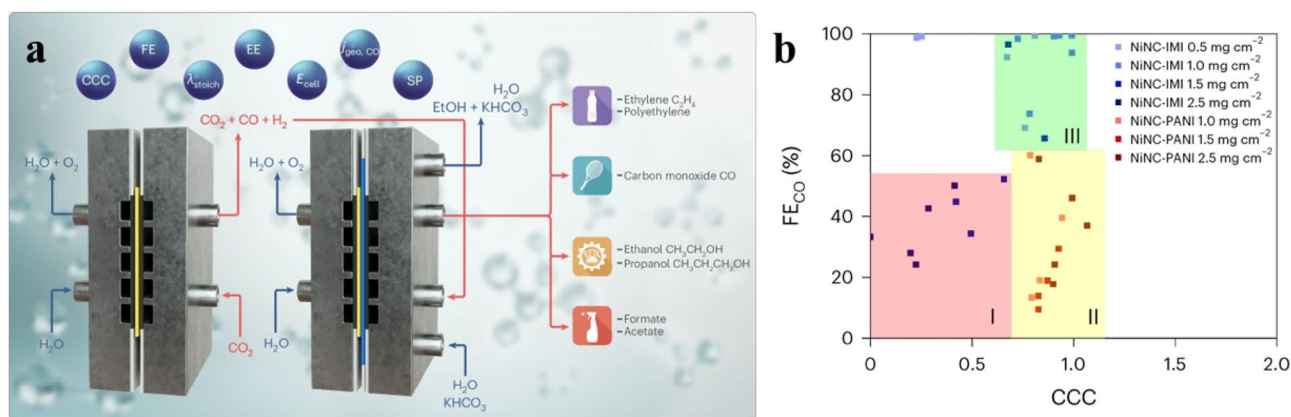 a
FE
EE
j geo, CO
CCC
λ stoich
E cell
SP
H₂O
EtOH + KHCO₃
CO₂ + CO + H₂
H₂O + O₂
H₂O + O₂
H₂O
CO₂
H₂O
H₂O
KHCO₃
– Ethylene C₂H₄
– Polyethylene
– Carbon monoxide CO
– Ethanol CH₃CH₂OH
– Propanol CH₃CH₂CH₂OH
– Formate
– Acetate
b
FE_CO (%)
100
80
60
40
20
0
NiNC-IMI 0.5 mg cm⁻²
NiNC-IMI 1.0 mg cm⁻²
NiNC-IMI 1.5 mg cm⁻²
NiNC-IMI 2.5 mg cm⁻²
NiNC-PANI 1.0 mg cm⁻²
NiNC-PANI 1.5 mg cm⁻²
NiNC-PANI 2.5 mg cm⁻²
III
I
II
0
0.5
1.0
1.5
2.0
CCC